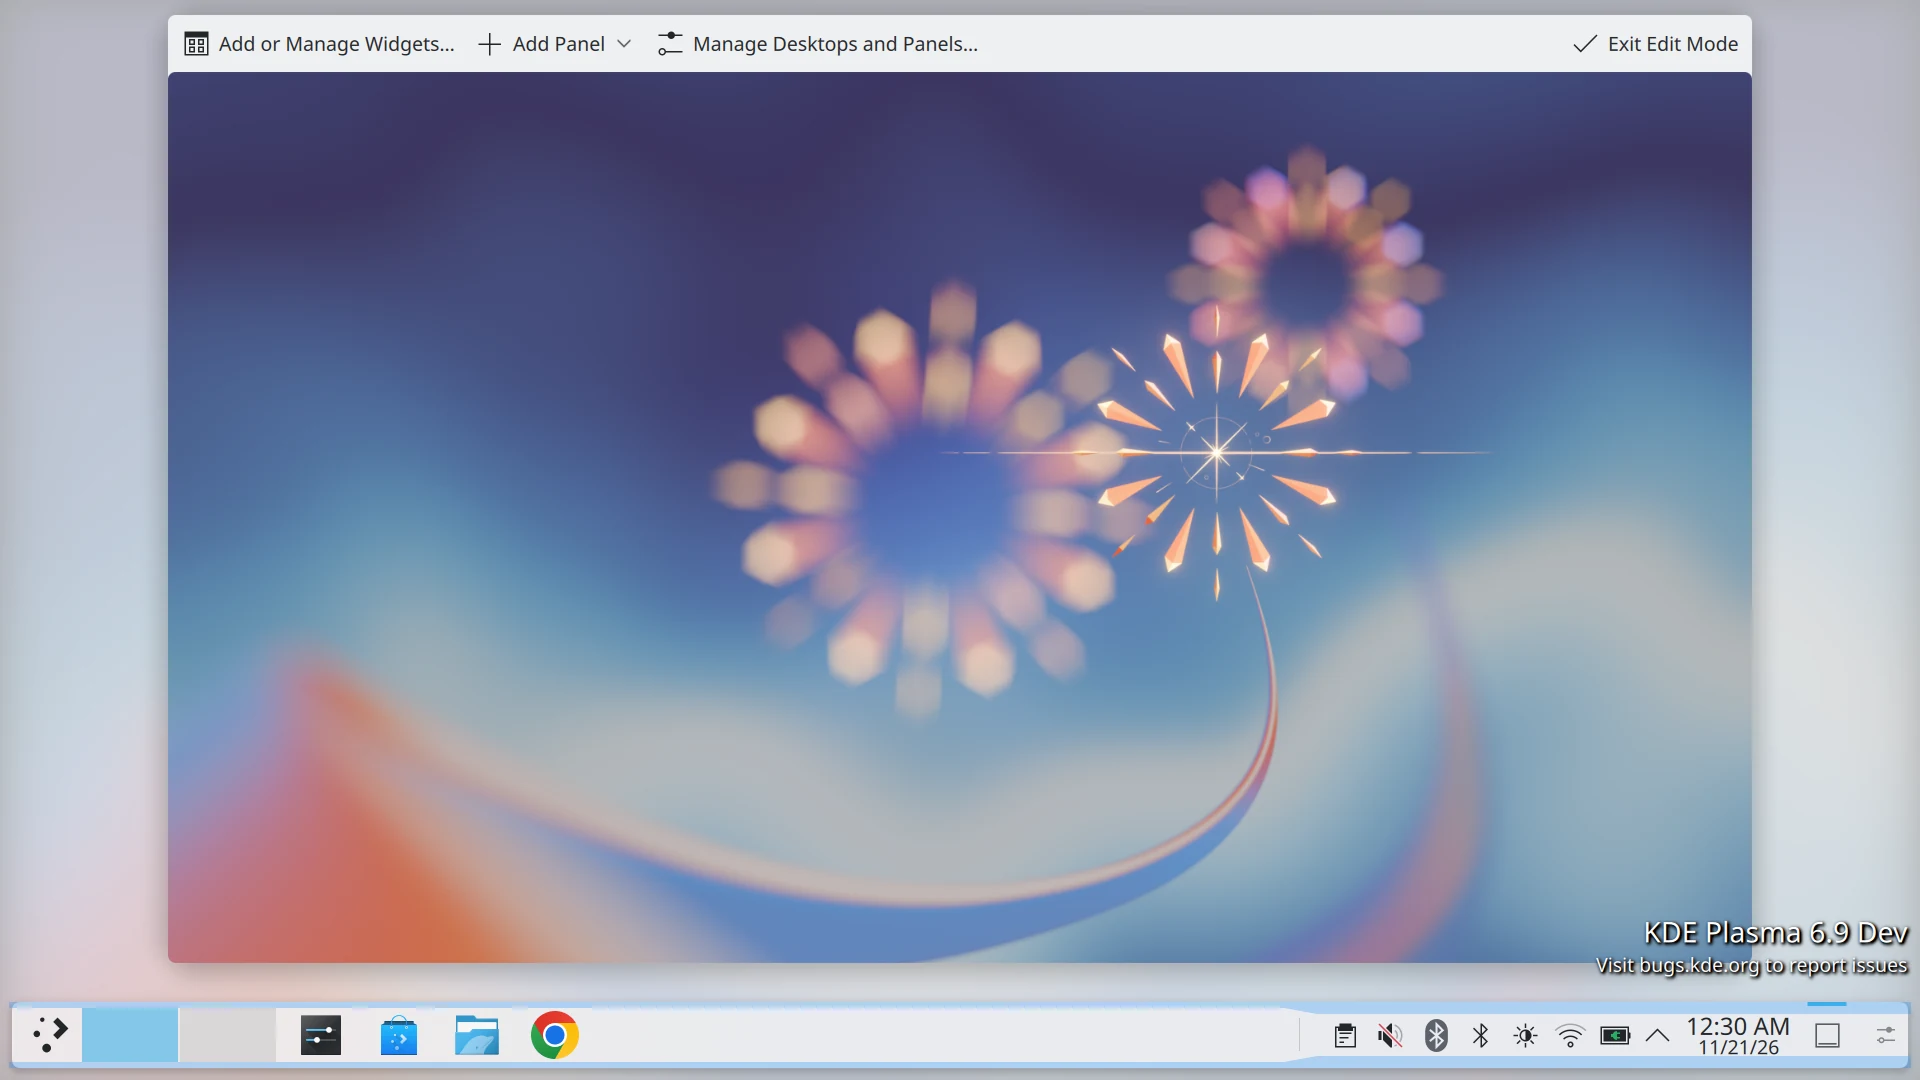 Add or Manage Widgets...
Add Panel
Manage Desktops and Panels...
Exit Edit Mode
KDE Plasma 6.9 Dev
Visit bugs.kde.org to report issues
12:30 AM
11/21/26